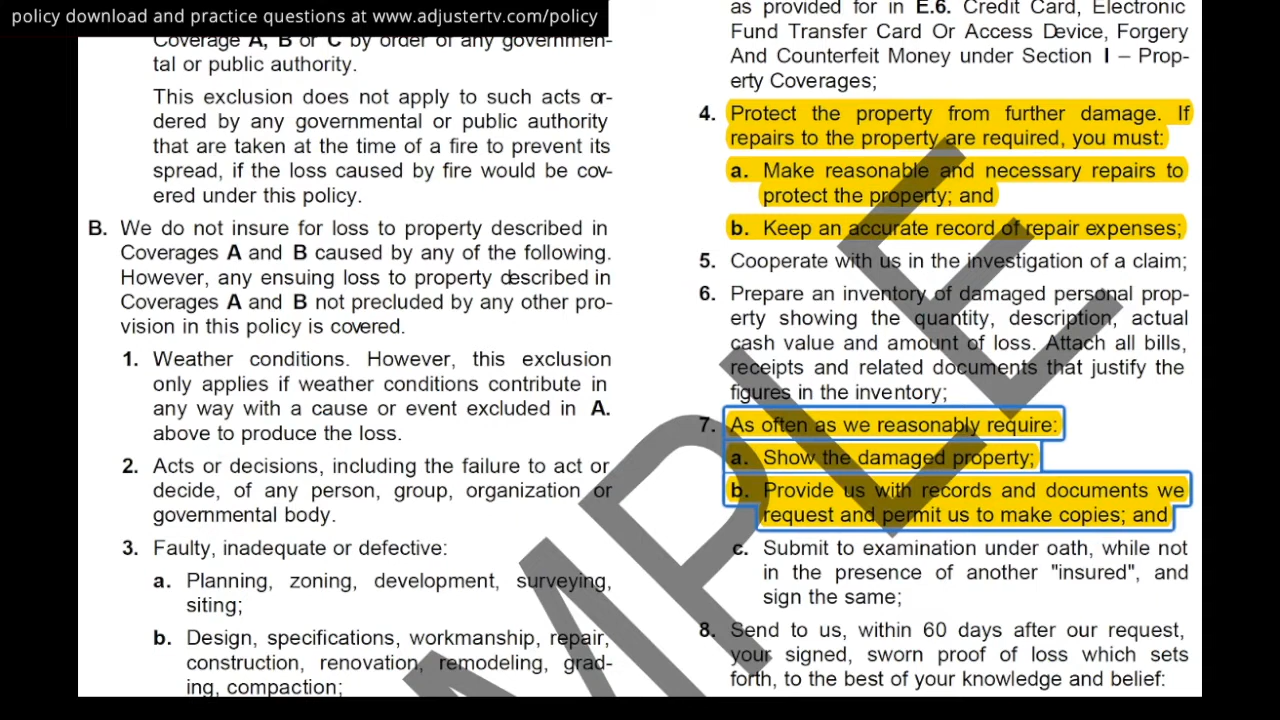 policy download and practice questions at www.adjustertv.com/policy
Coverage A, B or C by order of any governmen-
tal or public authority.
This exclusion does not apply to such acts or-
dered by any governmental or public authority
that are taken at the time of a fire to prevent its
spread, if the loss caused by fire would be cov-
ered under this policy.
B. We do not insure for loss to property described in
Coverages A and B caused by any of the following.
However, any ensuing loss to property described in
Coverages A and B not precluded by any other pro-
vision in this policy is covered.
1. Weather conditions. However, this exclusion
only applies if weather conditions contribute in
any way with a cause or event excluded in A.
above to produce the loss.
2. Acts or decisions, including the failure to act or
decide, of any person, group, organization or
governmental body.
3. Faulty, inadequate or defective:
a. Planning, zoning, development, surveying,
siting;
b. Design, specifications, workmanship, repair,
construction, renovation, remodeling, grad-
ing, compaction;
as provided for in E.6. Credit Card, Electronic
Fund Transfer Card Or Access Device, Forgery
And Counterfeit Money under Section I – Prop-
erty Coverages;
4. Protect the property from further damage. If
repairs to the property are required, you must:
a. Make reasonable and necessary repairs to
protect the property; and
b. Keep an accurate record of repair expenses;
5. Cooperate with us in the investigation of a claim;
6. Prepare an inventory of damaged personal prop-
erty showing the quantity, description, actual
cash value and amount of loss. Attach all bills,
receipts and related documents that justify the
figures in the inventory;
7. As often as we reasonably require:
a. Show the damaged property;
b. Provide us with records and documents we
request and permit us to make copies; and
c. Submit to examination under oath, while not
in the presence of another "insured", and
sign the same;
8. Send to us, within 60 days after our request,
your signed, sworn proof of loss which sets
forth, to the best of your knowledge and belief: